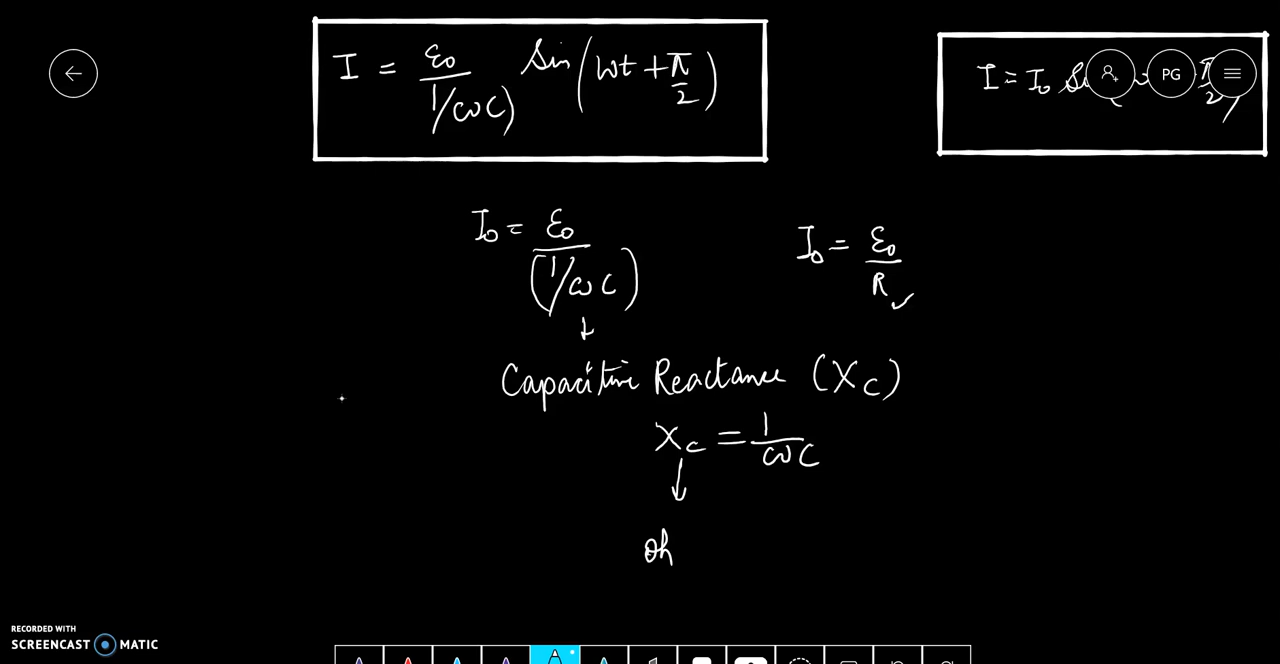 I = ε₀/(1/ωC) Sin(ωt + π/2)
I = I₀
PG
I₀ = ε₀/(1/ωC)
I₀ = ε₀/R ✓
Capacitive Reactance (X_C)
X_C = 1/ωC
oh
RECORDED WITH
SCREENCAST MATIC